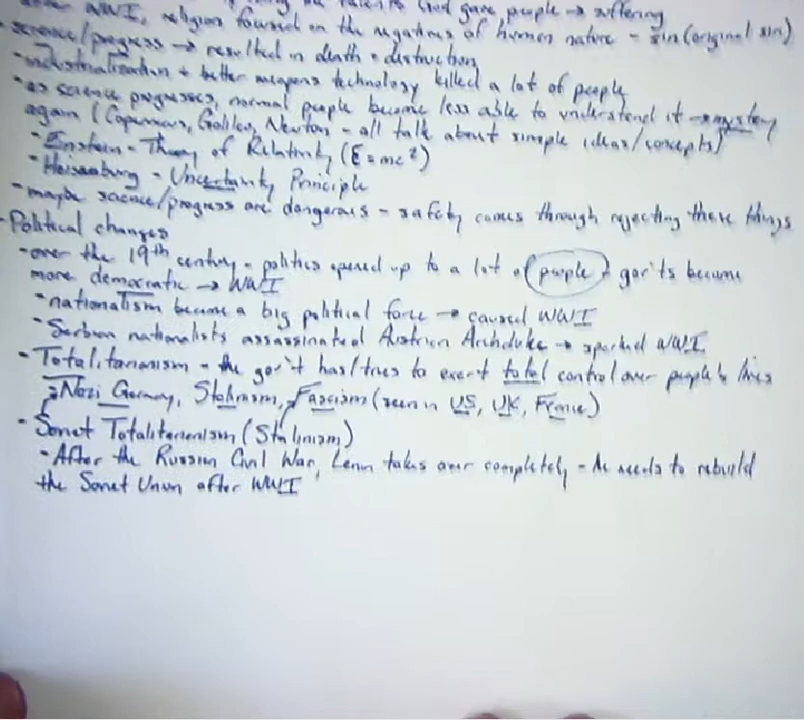 God gave people → suffering
WWI, religion focused on the negatives of human nature - sin (original sin)
- science/progress → resulted in death + destruction
- industrialization + better weapons technology killed a lot of people
- as science progresses, normal people become less able to understand it → mystery
again (Copernicus, Galileo, Newton - all talk about simple ideas/concepts)
- Einstein - Theory of Relativity (E=mc²)
- Heisenburg - Uncertainty Principle
- maybe science/progress are dangerous - safety comes through rejecting these things
- Political changes
- over the 19th century - politics opened up to a lot of people + gov'ts became
more democratic → WWI
- nationalism became a big political force → caused WWI
- Serbian nationalists assassinated Austrian Archduke → sparked WWI
- Totalitarianism - the gov't has/tries to exert total control over people's lives
- Nazi Germany, Stalinism, Fascism (seen in US, UK, France)
- Soviet Totalitarianism (Stalinism)
- After the Russian Civil War, Lenin takes over completely - he needs to rebuild
the Soviet Union after WWI